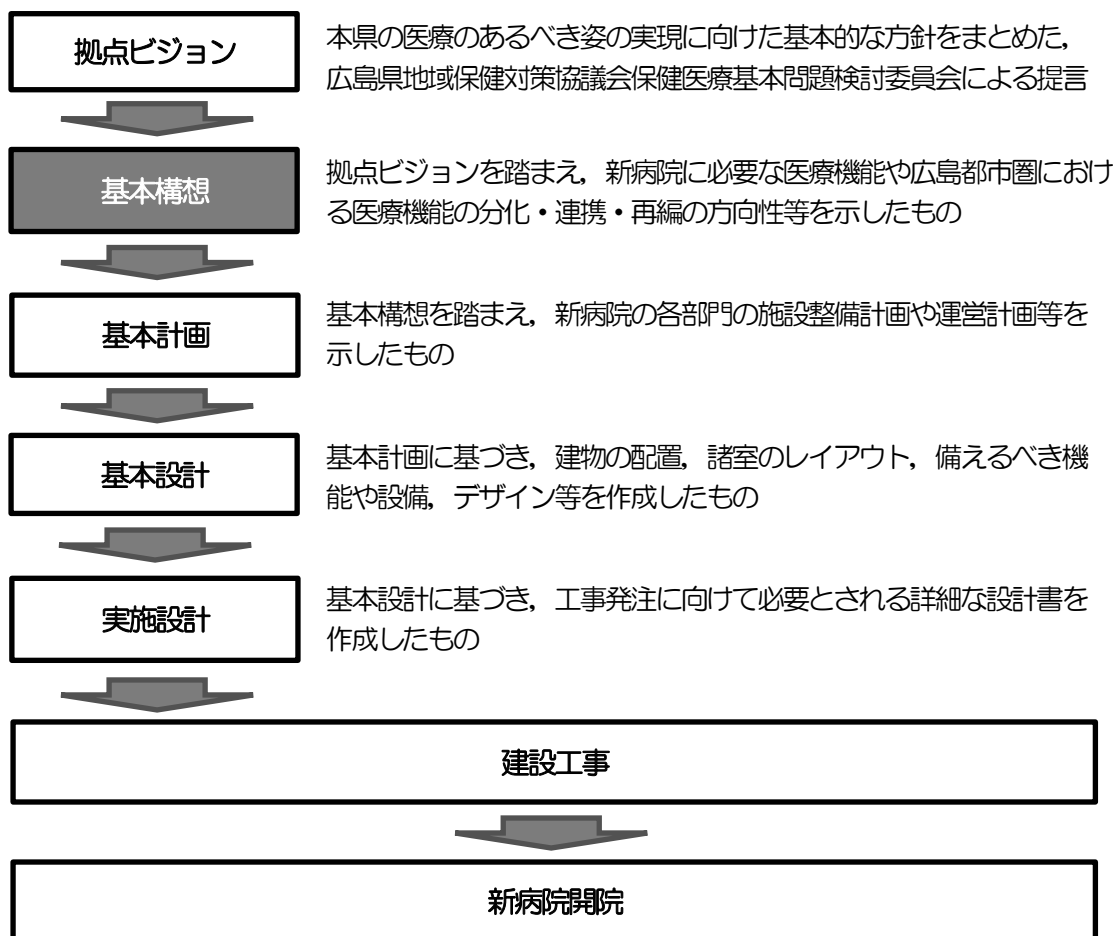 拠点ビジョン
本県の医療のあるべき姿の実現に向けた基本的な方針をまとめた，
広島県地域保健対策協議会保健医療基本問題検討委員会による提言
基本構想
拠点ビジョンを踏まえ，新病院に必要な医療機能や広島都市圏におけ
る医療機能の分化・連携・再編の方向性等を示したもの
基本計画
基本構想を踏まえ，新病院の各部門の施設整備計画や運営計画等を
示したもの
基本設計
基本計画に基づき，建物の配置，諸室のレイアウト，備えるべき機
能や設備，デザイン等を作成したもの
実施設計
基本設計に基づき，工事発注に向けて必要とされる詳細な設計書を
作成したもの
建設工事
新病院開院